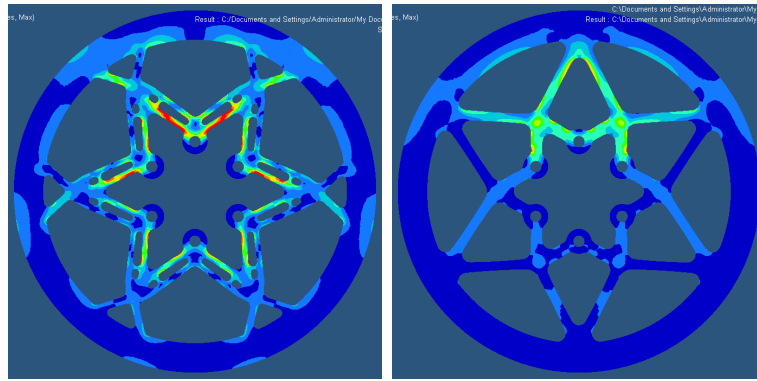 es, Max)
Result : C:/Documents and Settings/Administrator/My Docu
S
C:\Documents and Settings\Administrator\My
es, Max)
Result : C:\Documents and Settings\Administrator\My